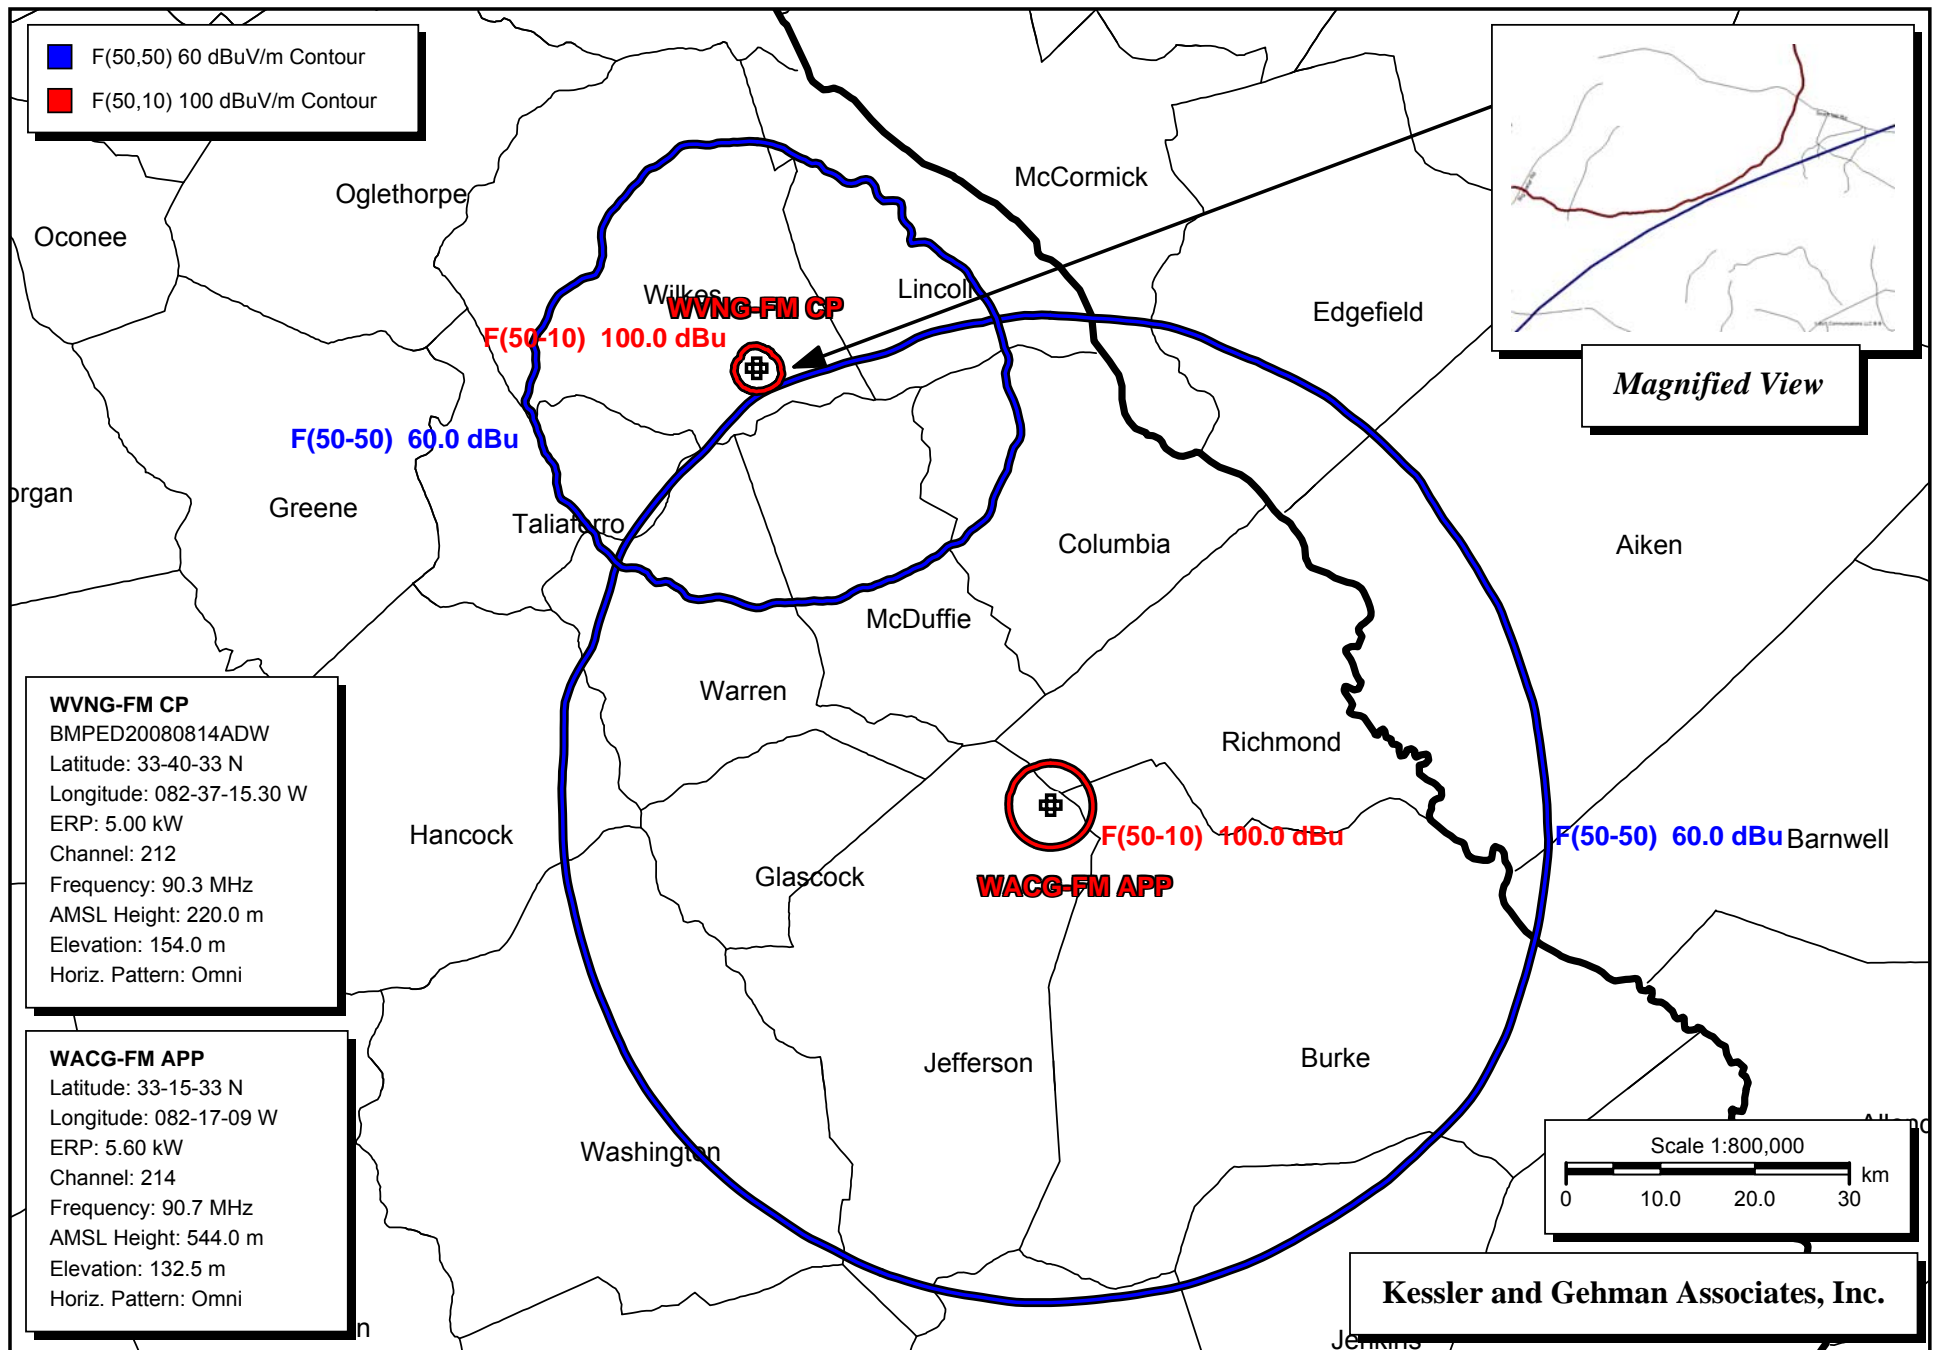 F(50,50) 60 dBuV/m Contour
F(50,10) 100 dBuV/m Contour
McCormick
Oglethorpe
Oconee
Wilkes
Lincoln
WVNG-FM CP
Edgefield
F(50-10) 100.0 dBu
Magnified View
F(50-50) 60.0 dBu
organ
Greene
Taliaferro
Columbia
Aiken
McDuffie
Warren
WVNG-FM CP
BMPED20080814ADW
Latitude: 33-40-33 N
Longitude: 082-37-15.30 W
ERP: 5.00 kW
Channel: 212
Frequency: 90.3 MHz
AMSL Height: 220.0 m
Elevation: 154.0 m
Horiz. Pattern: Omni
Richmond
Hancock
F(50-10) 100.0 dBu
F(50-50) 60.0 dBu
Barnwell
Glascock
WACG-FM APP
WACG-FM APP
Latitude: 33-15-33 N
Longitude: 082-17-09 W
ERP: 5.60 kW
Channel: 214
Frequency: 90.7 MHz
AMSL Height: 544.0 m
Elevation: 132.5 m
Horiz. Pattern: Omni
Jefferson
Burke
Washington
Scale 1:800,000
km
0 10.0 20.0 30
Kessler and Gehman Associates, Inc.
n
Jenkins